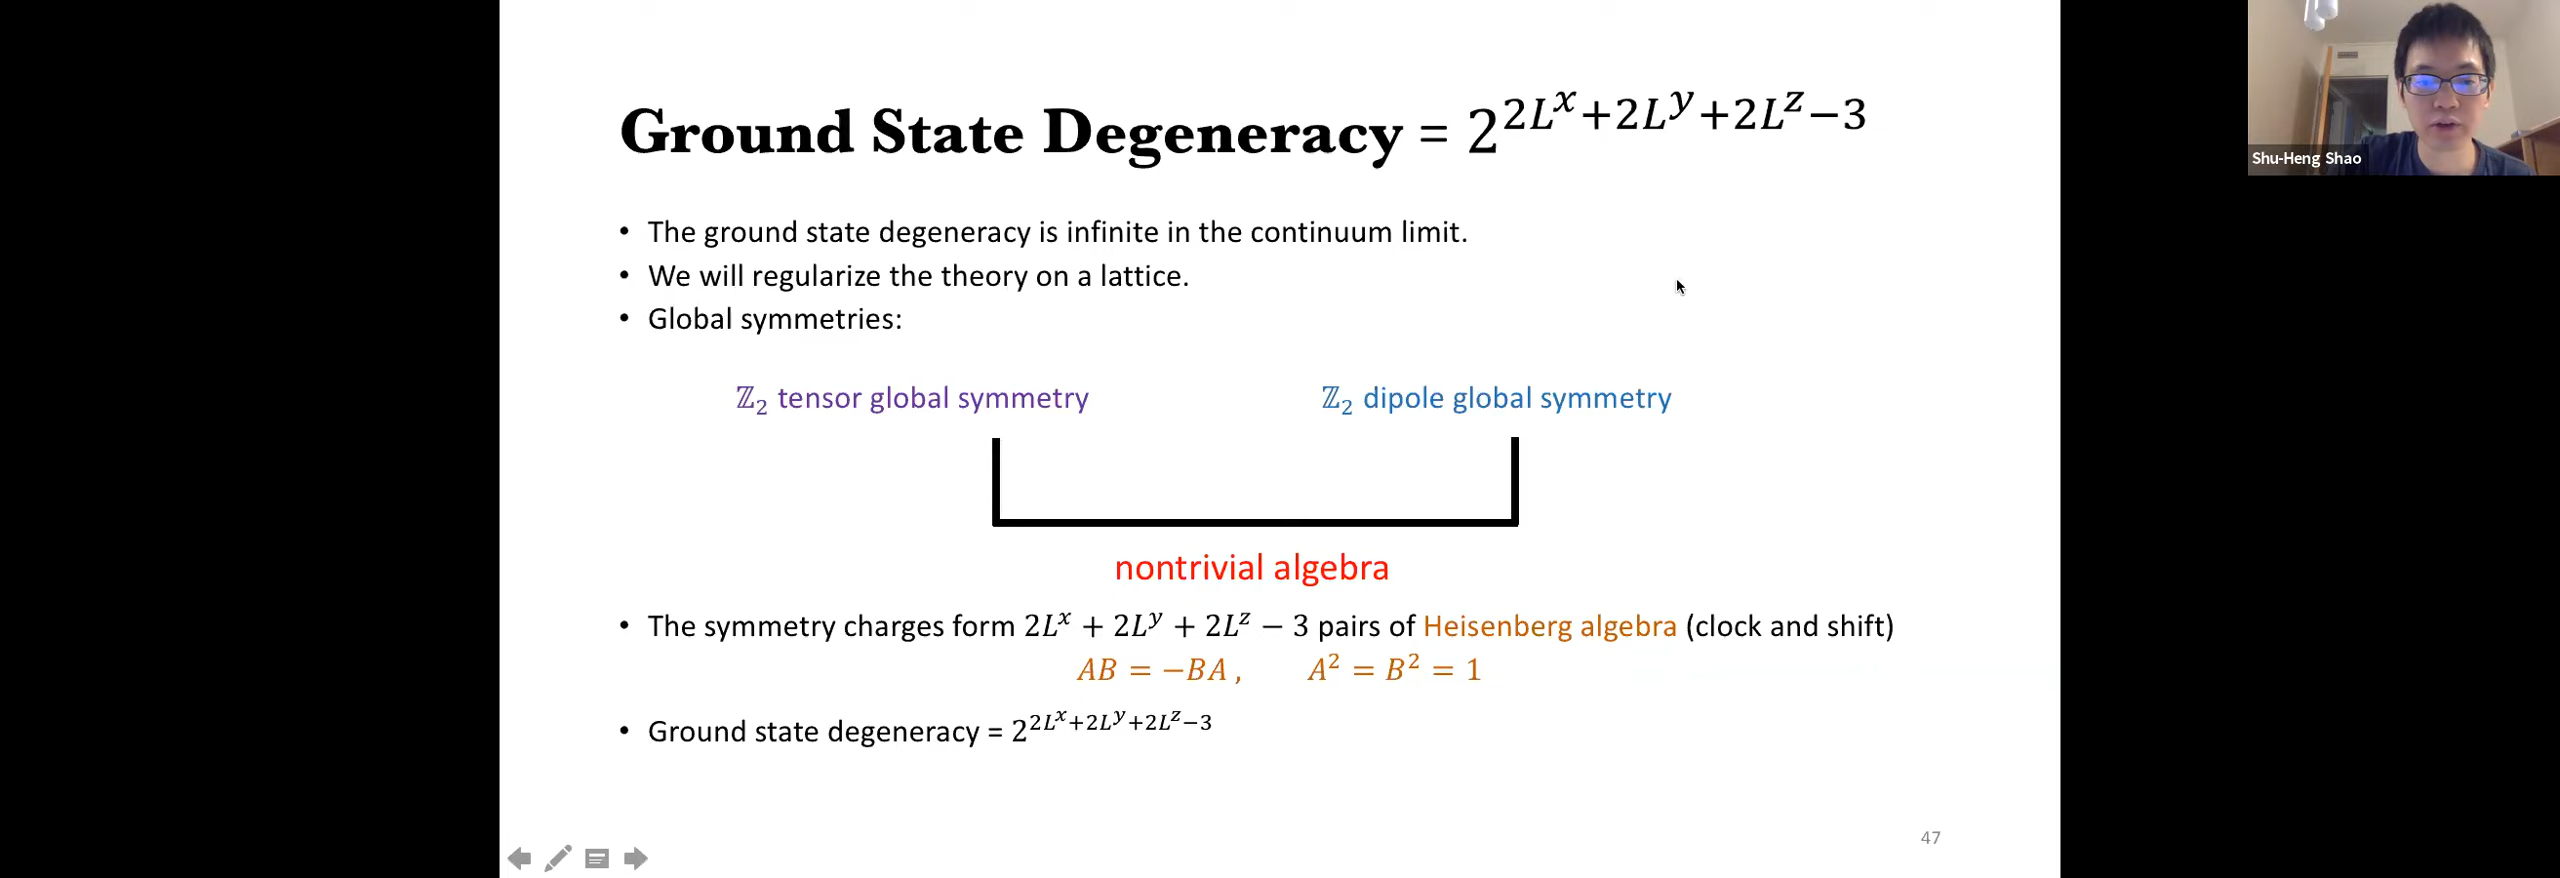 Ground State Degeneracy = 2^{2L^x+2L^y+2L^z−3}
Shu-Heng Shao
• The ground state degeneracy is infinite in the continuum limit.
• We will regularize the theory on a lattice.
• Global symmetries:
ℤ₂ tensor global symmetry
ℤ₂ dipole global symmetry
nontrivial algebra
• The symmetry charges form 2L^x + 2L^y + 2L^z − 3 pairs of Heisenberg algebra (clock and shift)
AB = −BA , A² = B² = 1
• Ground state degeneracy = 2^{2L^x+2L^y+2L^z−3}
47